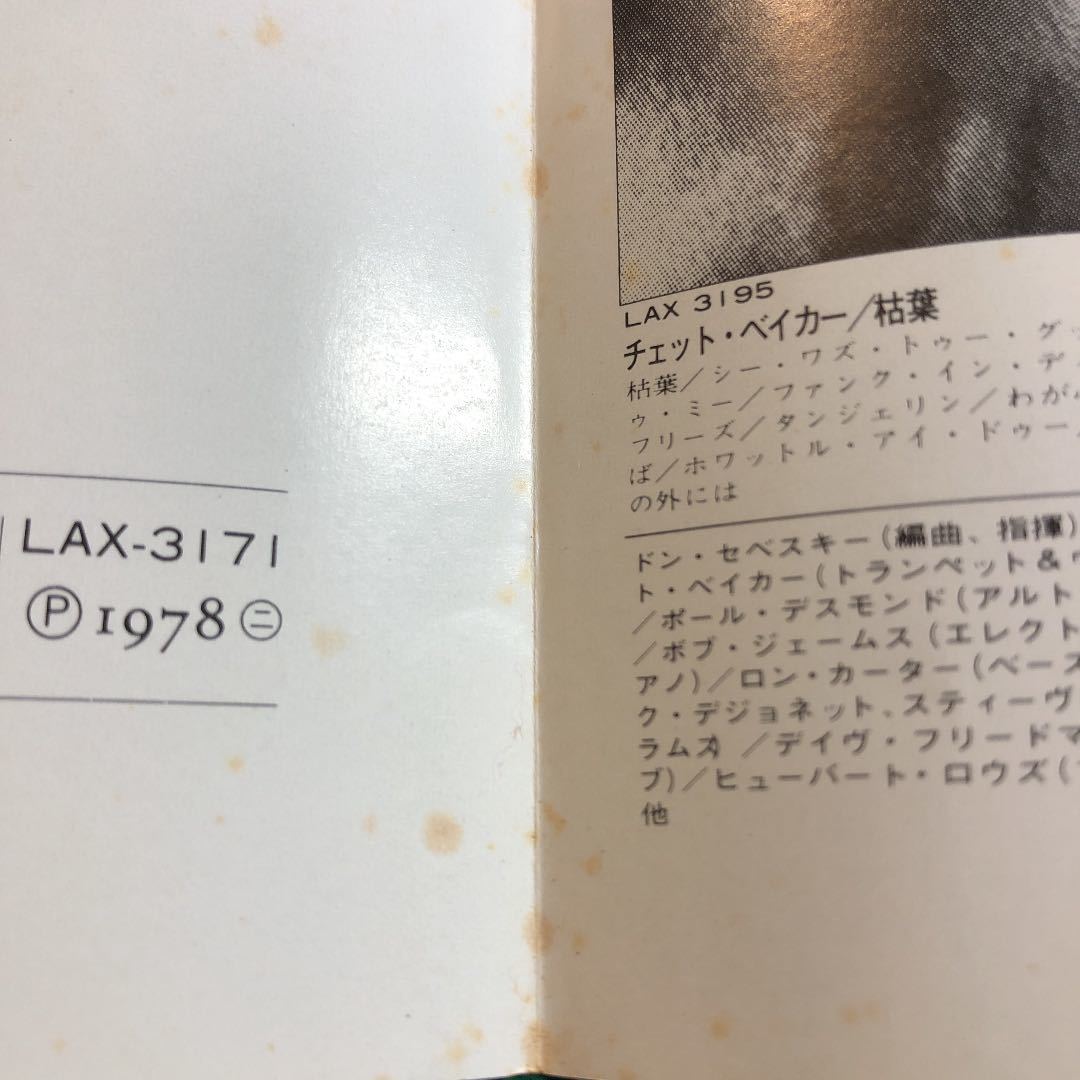 LAX-3171
Ⓟ1978㊁
LAX 3195
チェット・ベイカー/枯葉
枯葉/シー・ワズ・トゥー・グッ
ゥ・ミー/ファンク・イン・デ
フリーズ/タンジェリン/わが
ば/ホワットル・アイ・ドゥー
の外には
ドン・セベスキー(編曲、指揮)
ト・ベイカー(トランペット&
/ポール・デスモンド(アルト
/ボブ・ジェームス(エレクト
アノ)/ロン・カーター(ベース
ク・デジョネット、スティーヴ
ラムス) /デイヴ・フリードマ
ブ)/ヒューバート・ロウズ(
他